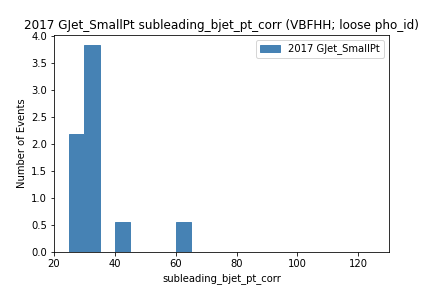 2017 GJet_SmallPt subleading_bjet_pt_corr (VBFHH; loose pho_id)
2017 GJet_SmallPt
4.0
3.5
3.0
2.5
2.0
1.5
1.0
0.5
0.0
Number of Events
20 40 60 80 100 120
subleading_bjet_pt_corr